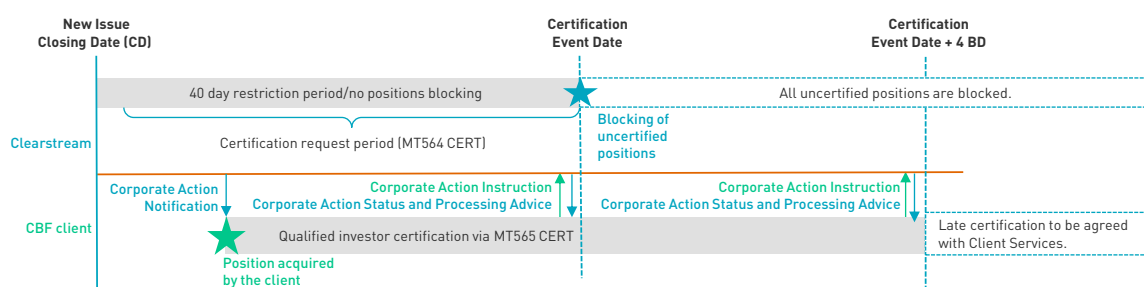 New Issue
Closing Date (CD)
Certification
Event Date
Certification
Event Date + 4 BD
40 day restriction period/no positions blocking
All uncertified positions are blocked.
Blocking of
uncertified
positions
Clearstream
Certification request period (MT564 CERT)
Corporate Action
Notification
Corporate Action Instruction
Corporate Action Status and Processing Advice
Corporate Action Instruction
Corporate Action Status and Processing Advice
CBF client
Qualified investor certification via MT565 CERT
Late certification to be agreed
with Client Services.
Position acquired
by the client